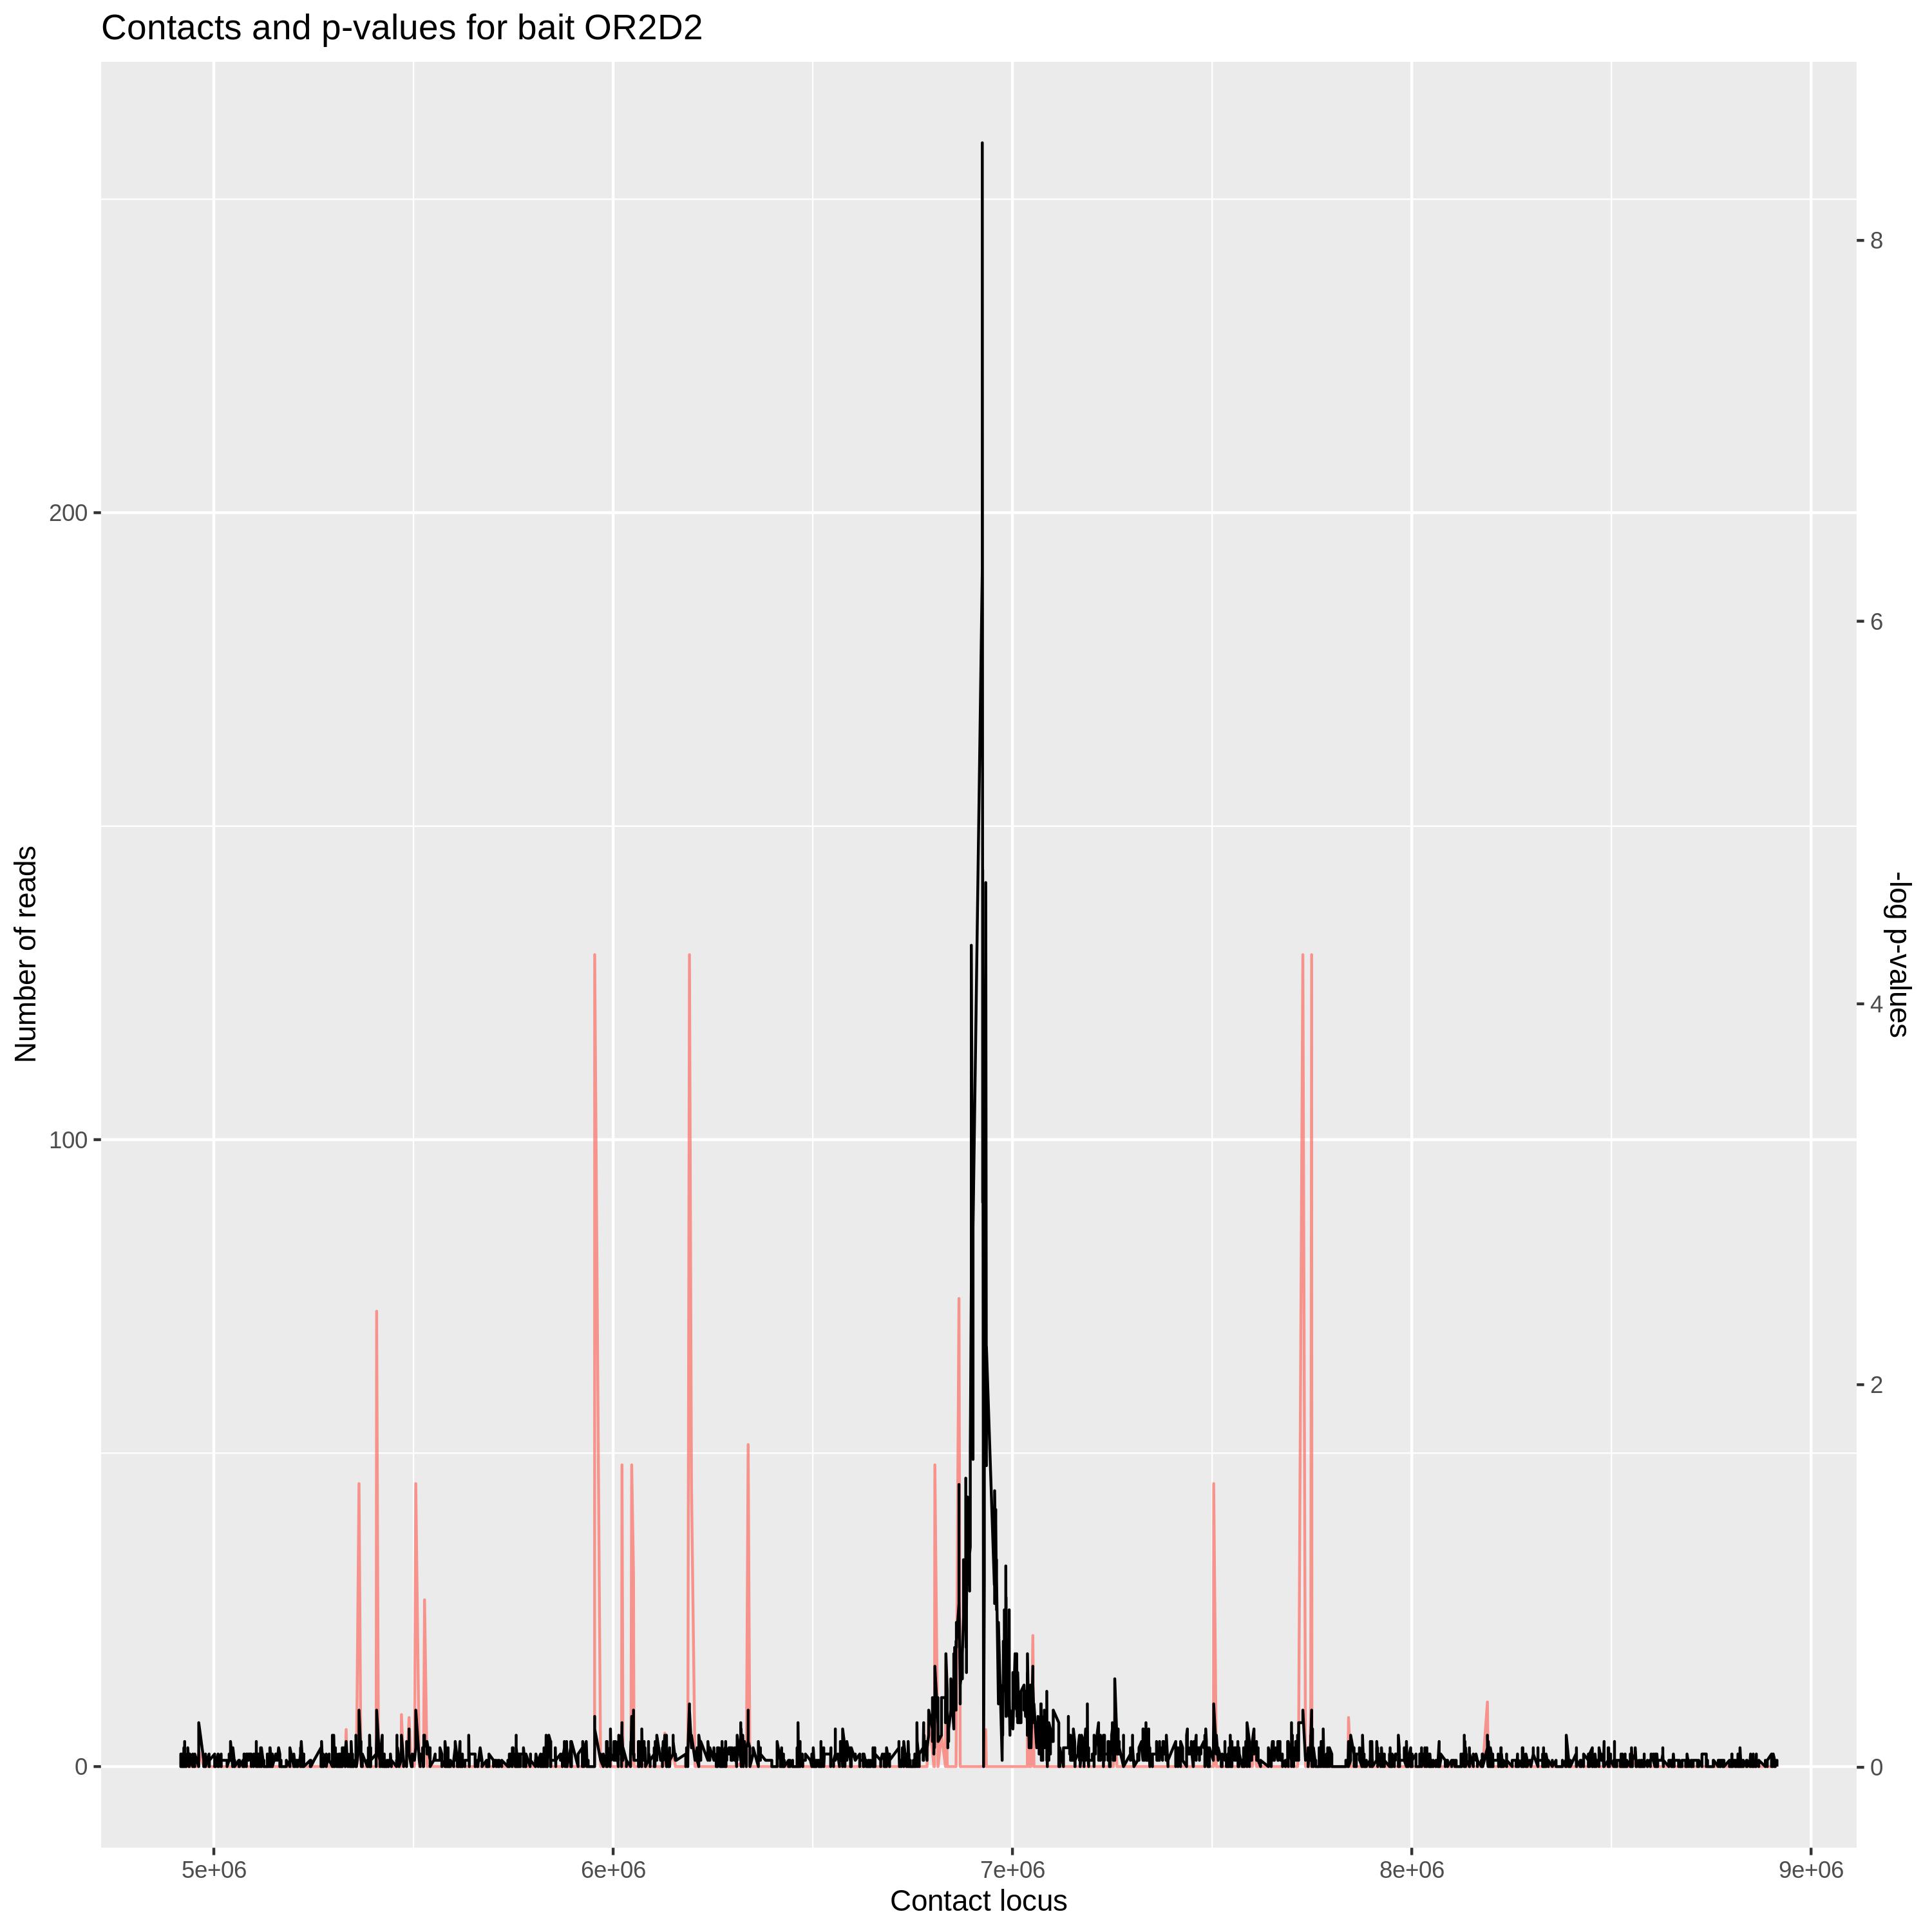 Contacts and p-values for bait OR2D2
Number of reads
200
100
0
8
6
4
2
0
-log p-values
5e+06
6e+06
7e+06
8e+06
9e+06
Contact locus